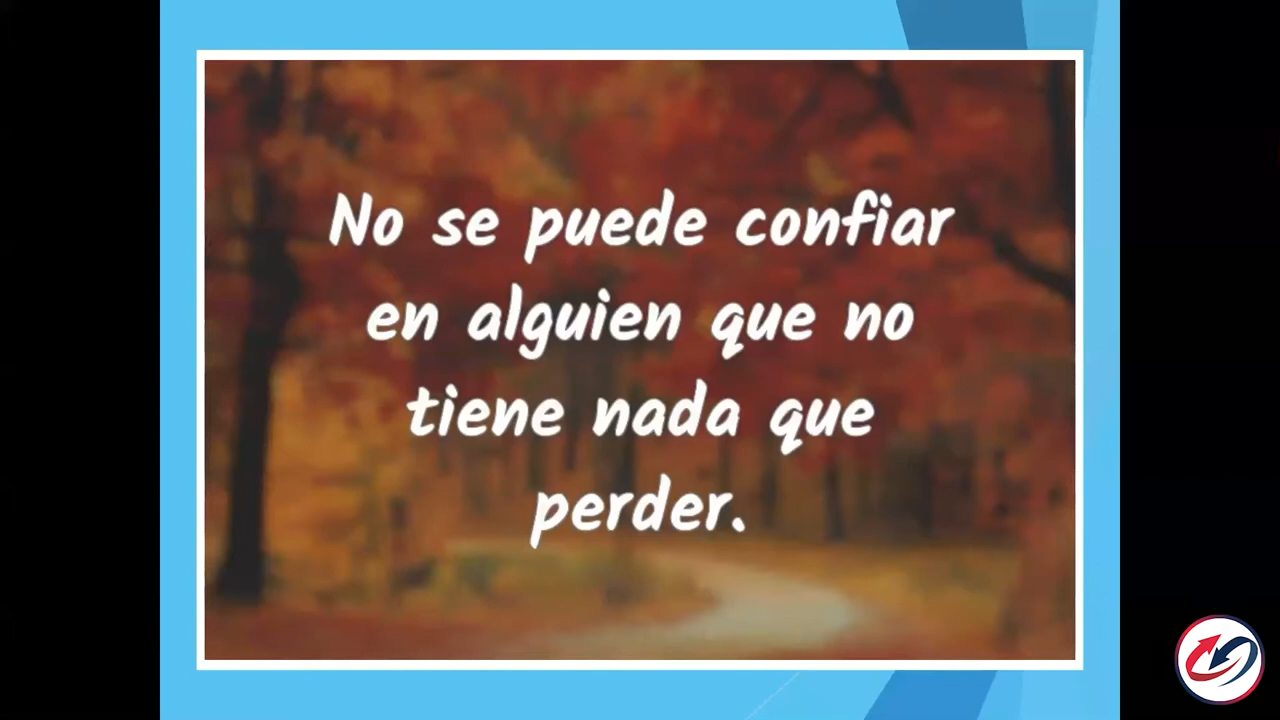 No se puede confiar
en alguien que no
tiene nada que
perder.